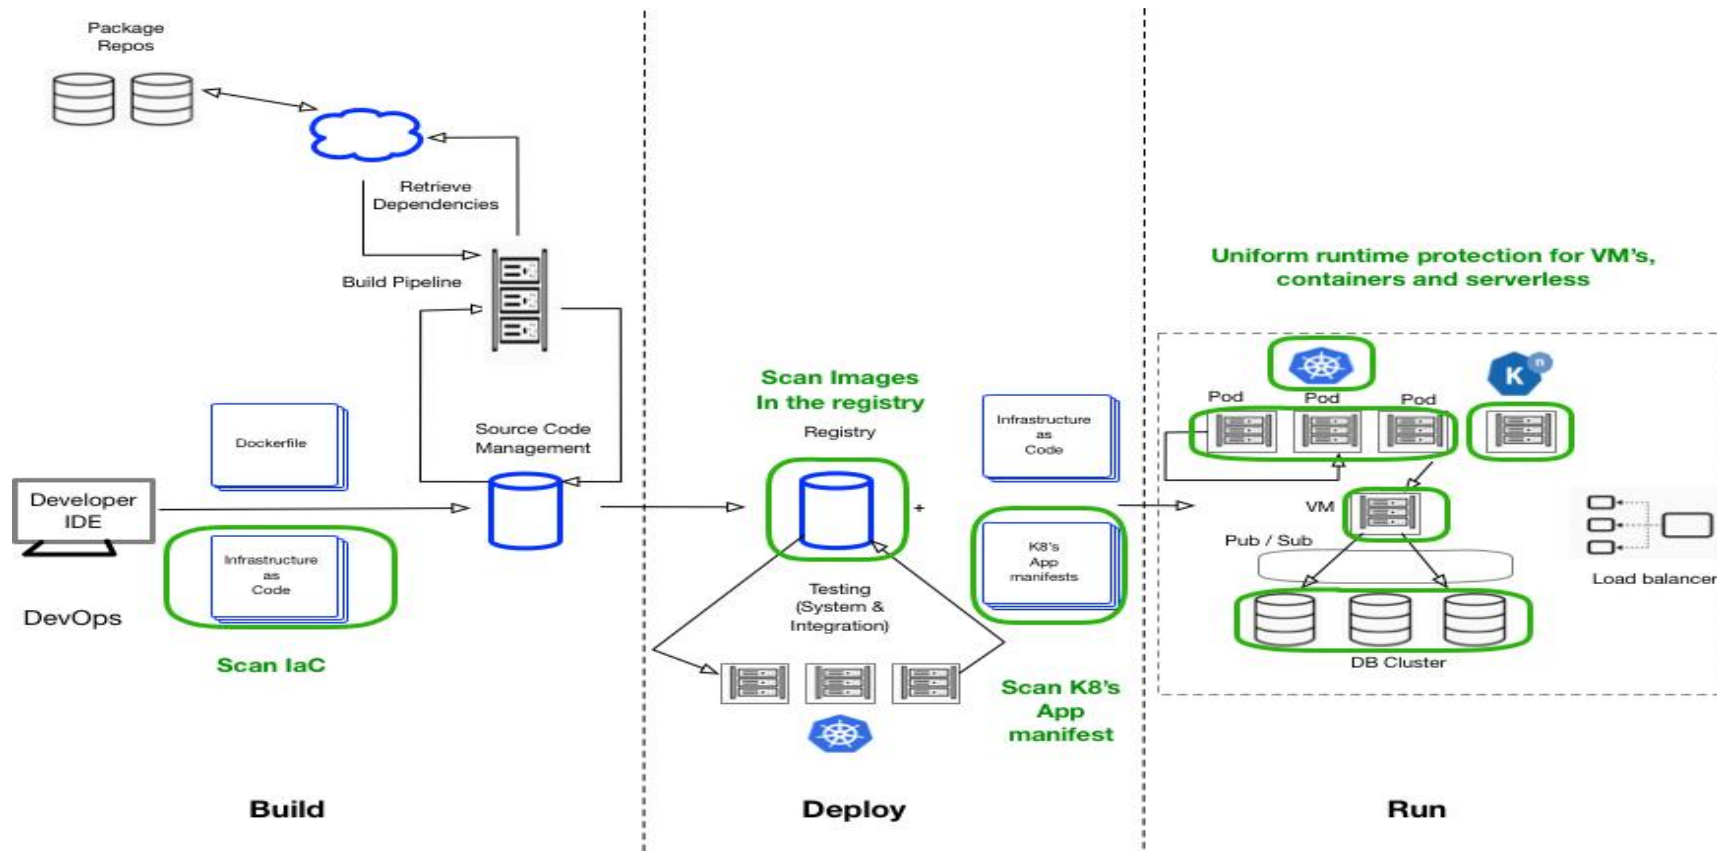 Package
Repos
Retrieve
Dependencies
Build Pipeline
Dockerfile
Source Code
Management
Developer
IDE
Infrastructure
as
Code
DevOps
Scan IaC
Build
Scan Images
In the registry
Registry
+
Infrastructure
as
Code
K8's
App
manifests
Testing
(System &
Integration)
Scan K8's
App
manifest
Deploy
Uniform runtime protection for VM's,
containers and serverless
K
n
Pod
Pod
Pod
VM
Pub / Sub
Load balancer
DB Cluster
Run